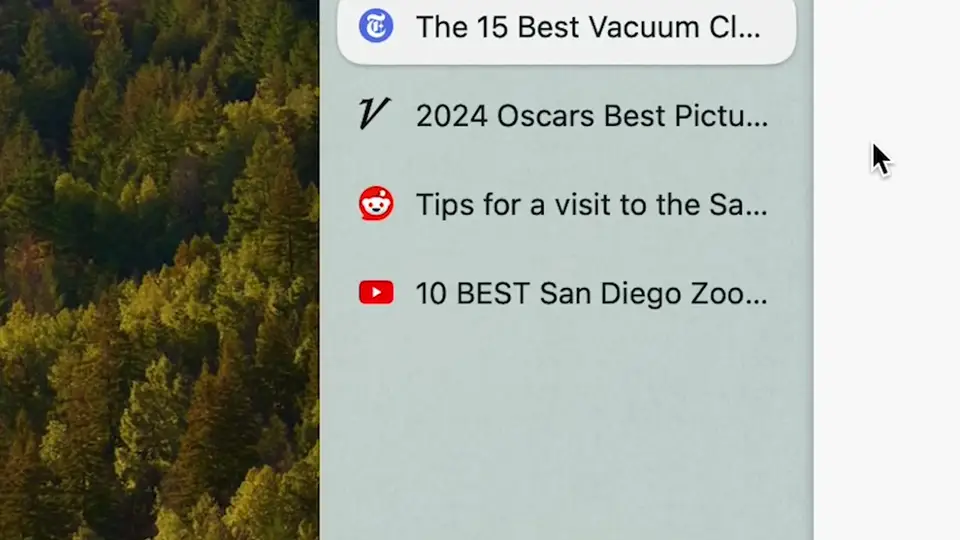 The 15 Best Vacuum Cl...
2024 Oscars Best Pictu...
Tips for a visit to the Sa...
10 BEST San Diego Zoo...